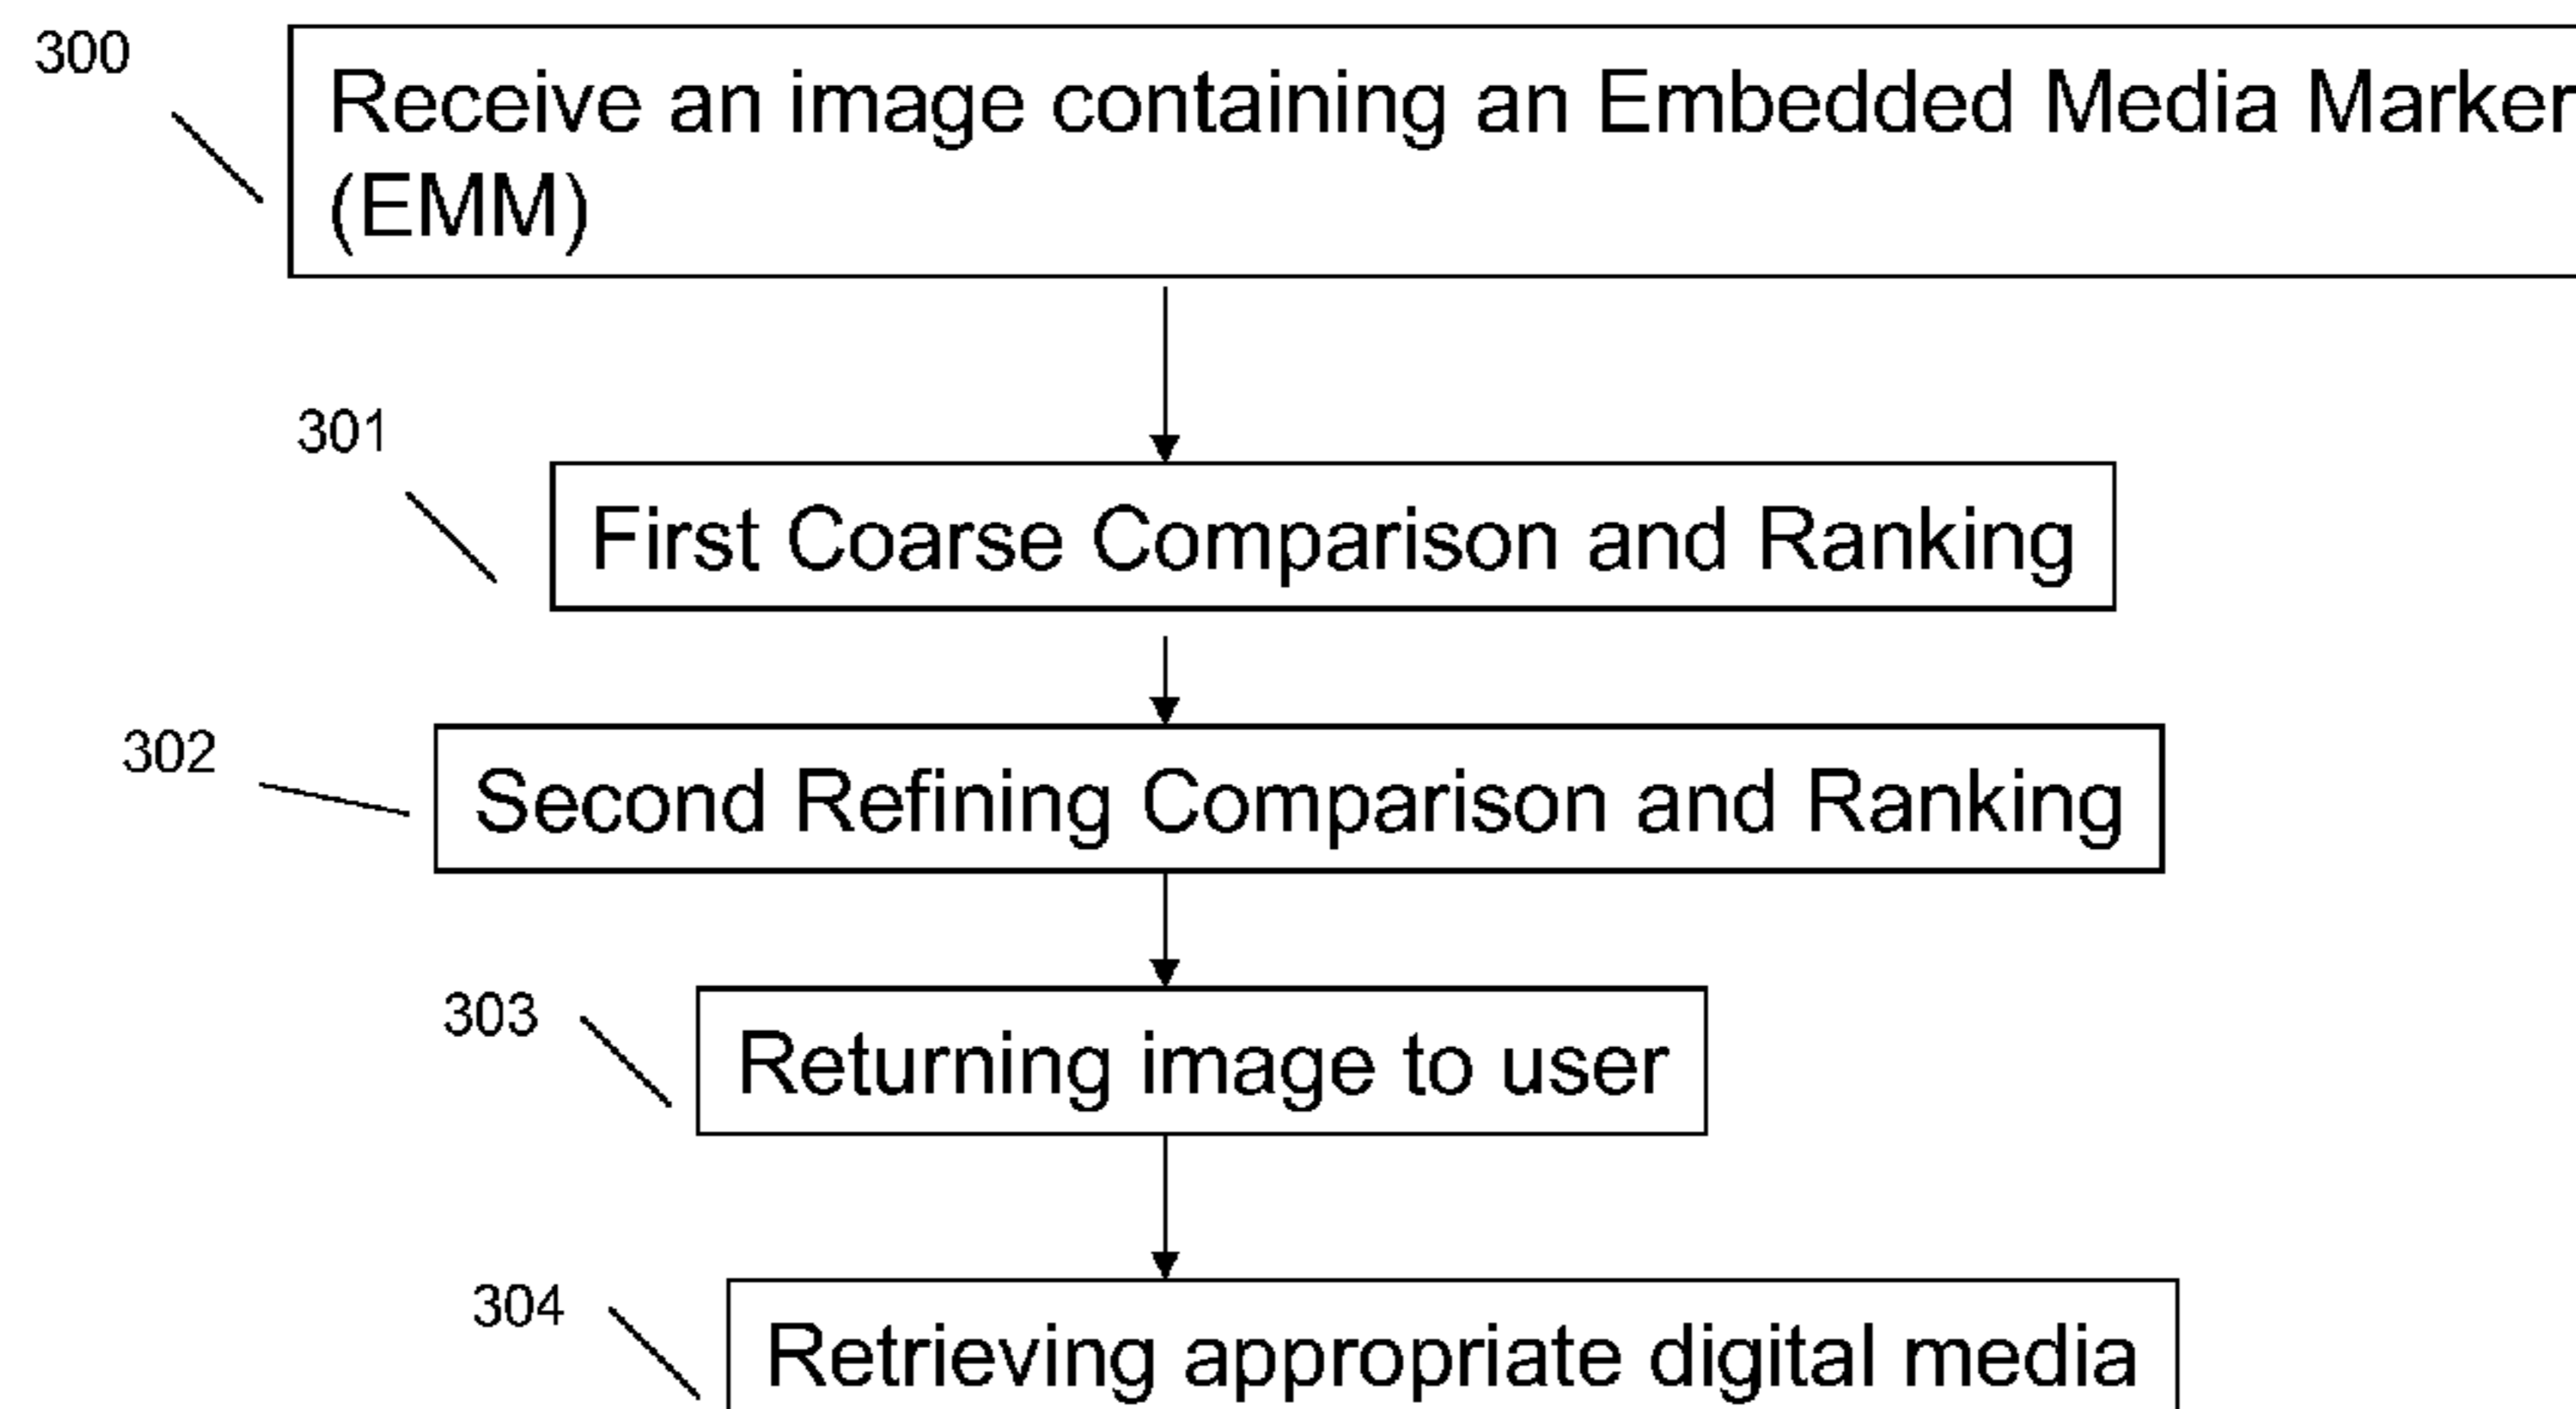 300
Receive an image containing an Embedded Media Marker
(EMM)
301
First Coarse Comparison and Ranking
302
Second Refining Comparison and Ranking
303
Returning image to user
304
Retrieving appropriate digital media